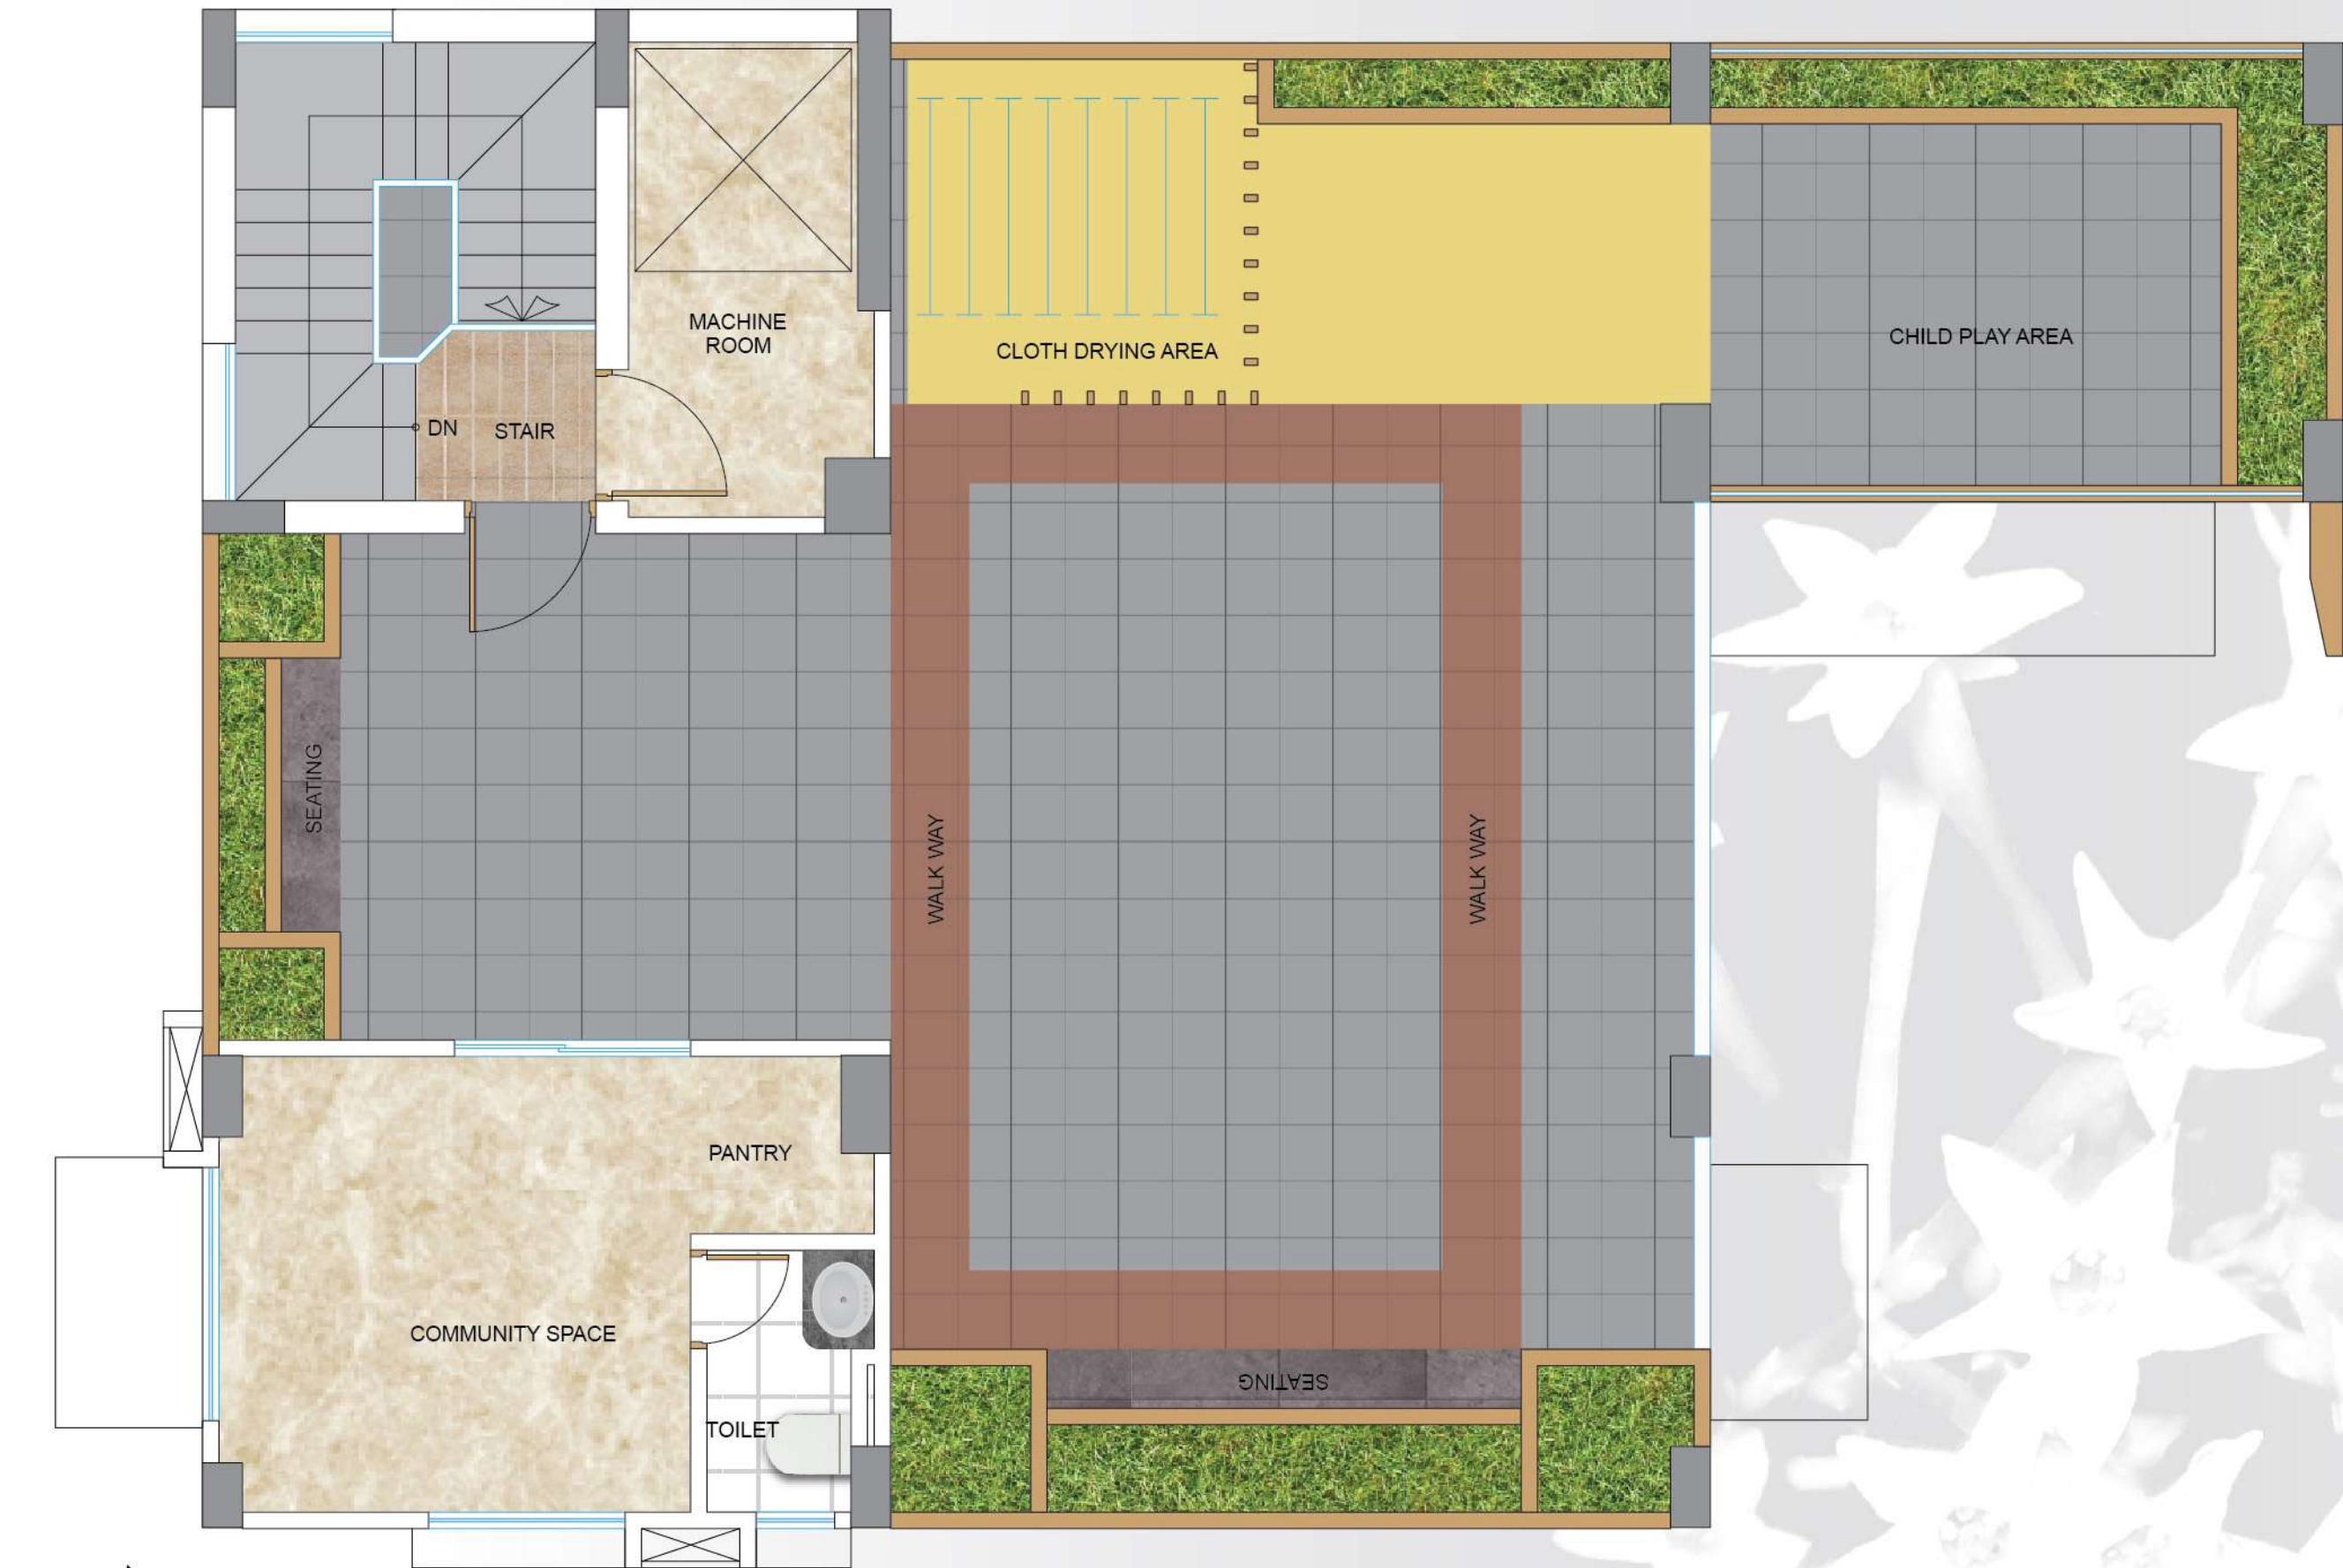 MACHINE
ROOM
CLOTH DRYING AREA
CHILD PLAY AREA
DN
STAIR
SEATING
WALK WAY
WALK WAY
PANTRY
COMMUNITY SPACE
SEATING
TOILET